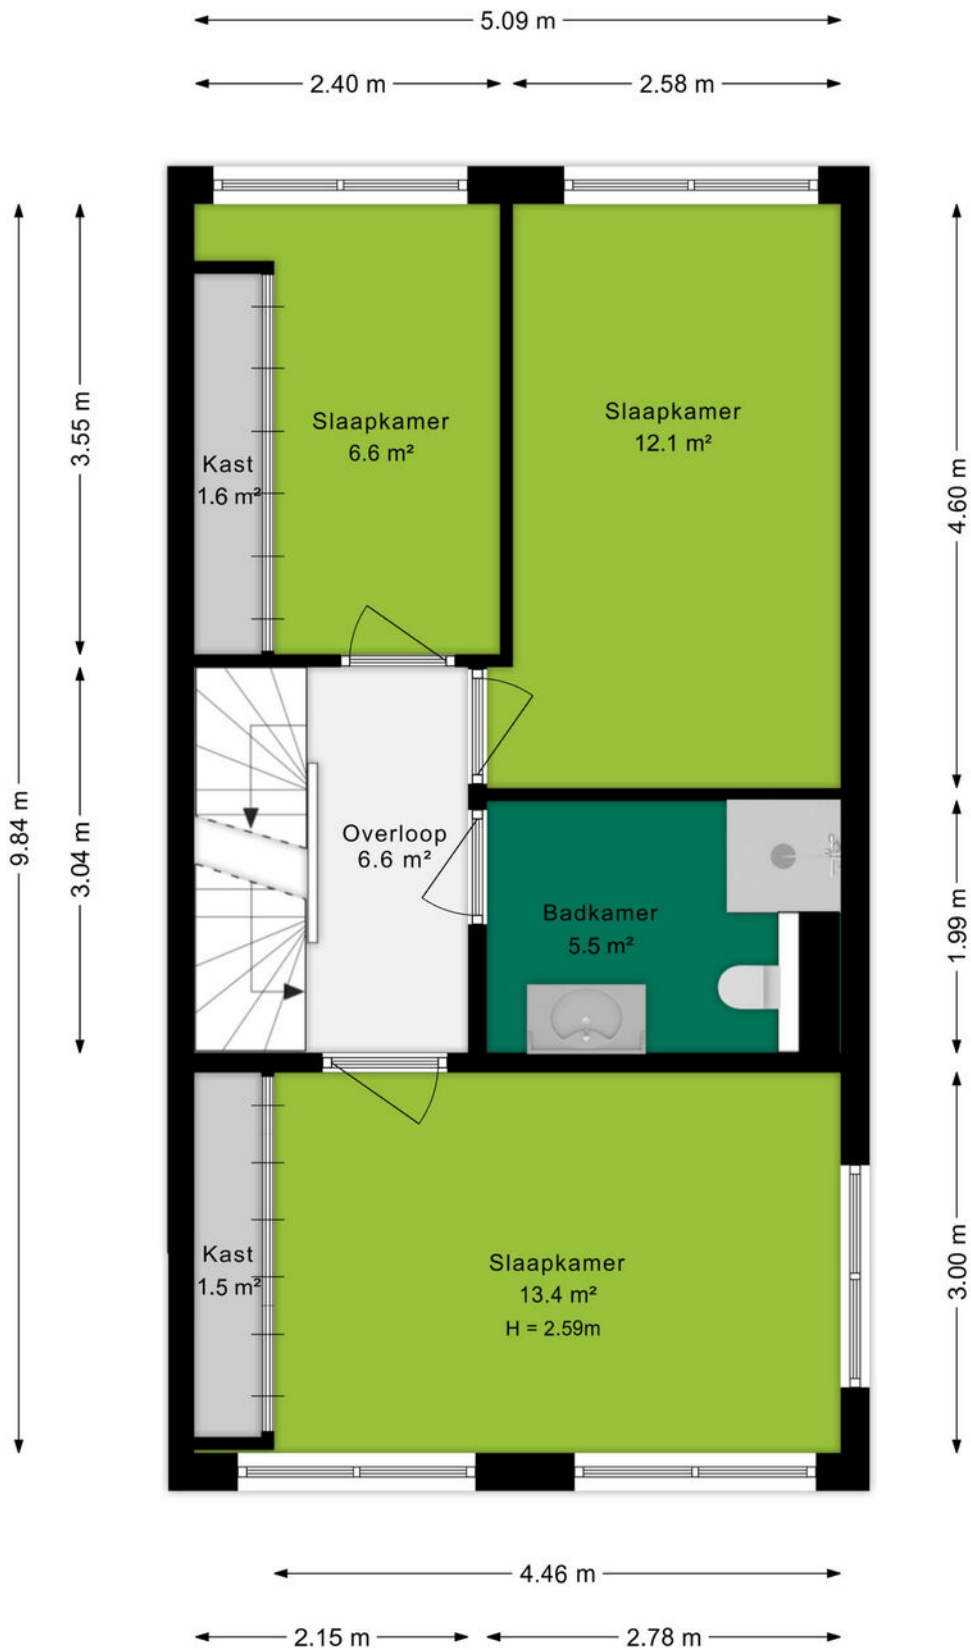 5.09 m
2.40 m
2.58 m
3.55 m
4.60 m
Slaapkamer
6.6 m²
Slaapkamer
12.1 m²
Kast
1.6 m²
9.84 m
3.04 m
Overloop
6.6 m²
Badkamer
5.5 m²
1.99 m
Kast
1.5 m²
Slaapkamer
13.4 m²
H = 2.59m
3.00 m
4.46 m
2.15 m
2.78 m